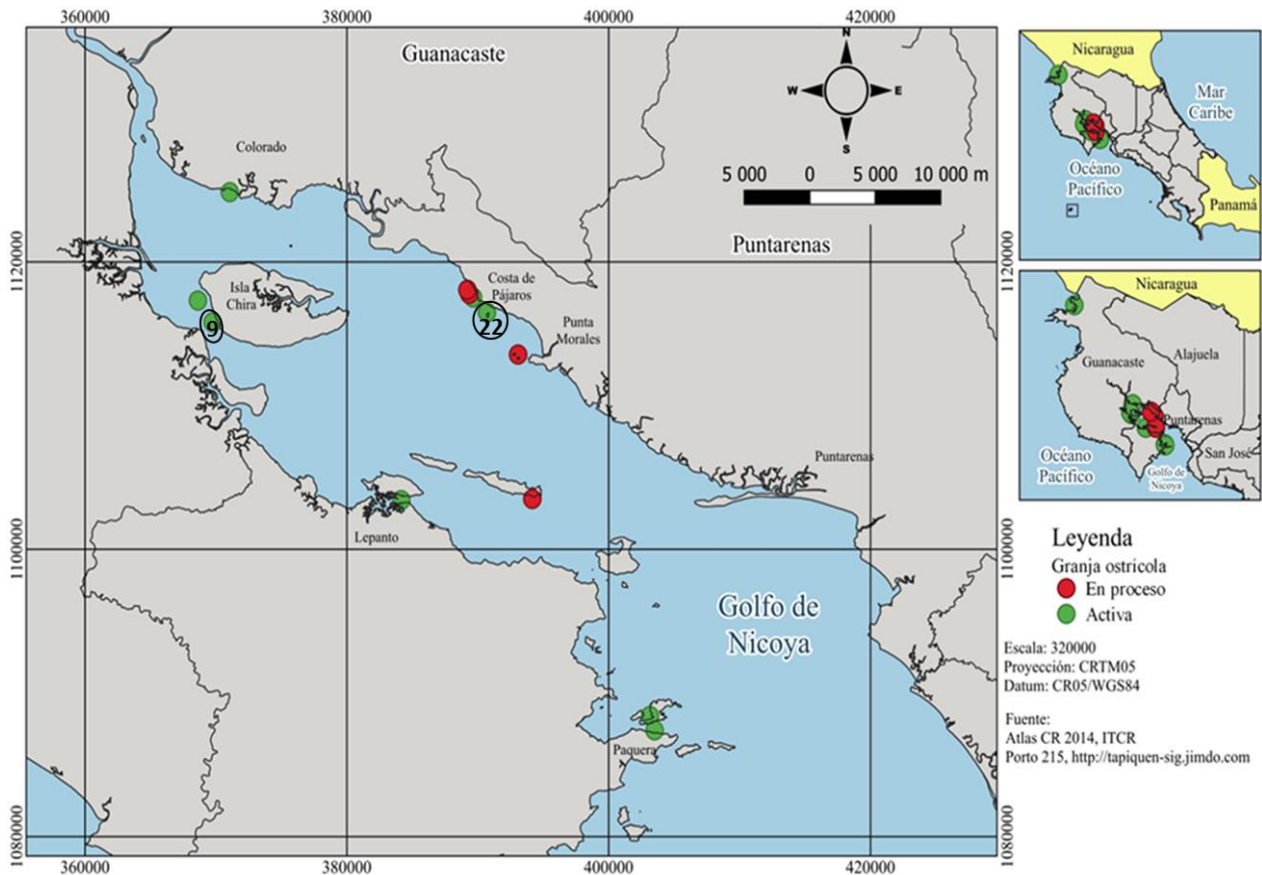 360000 380000 400000 420000
Guanacaste
N
W E
S
Colorado
5 000 0 5 000 10 000 m
Puntarenas
1120000 1120000
Isla
Chira
Costa de
Pájaros
9
22
Punta
Morales
Puntarenas
Lepanto
1100000 1100000
Golfo de
Nicoya
Paquera
1080000 1080000
360000 380000 400000 420000
Nicaragua
Mar
Caribe
Océano
Pacífico
Panamá
Nicaragua
Guanacaste
Alajuela
Puntarenas
Océano
Pacífico
San José
Golfo de
Nicoya
Leyenda
Granja ostricola
En proceso
Activa
Escala: 320000
Proyección: CRTM05
Datum: CR05/WGS84
Fuente:
Atlas CR 2014, ITCR
Porto 215, http://tapiquen-sig.jimdo.com